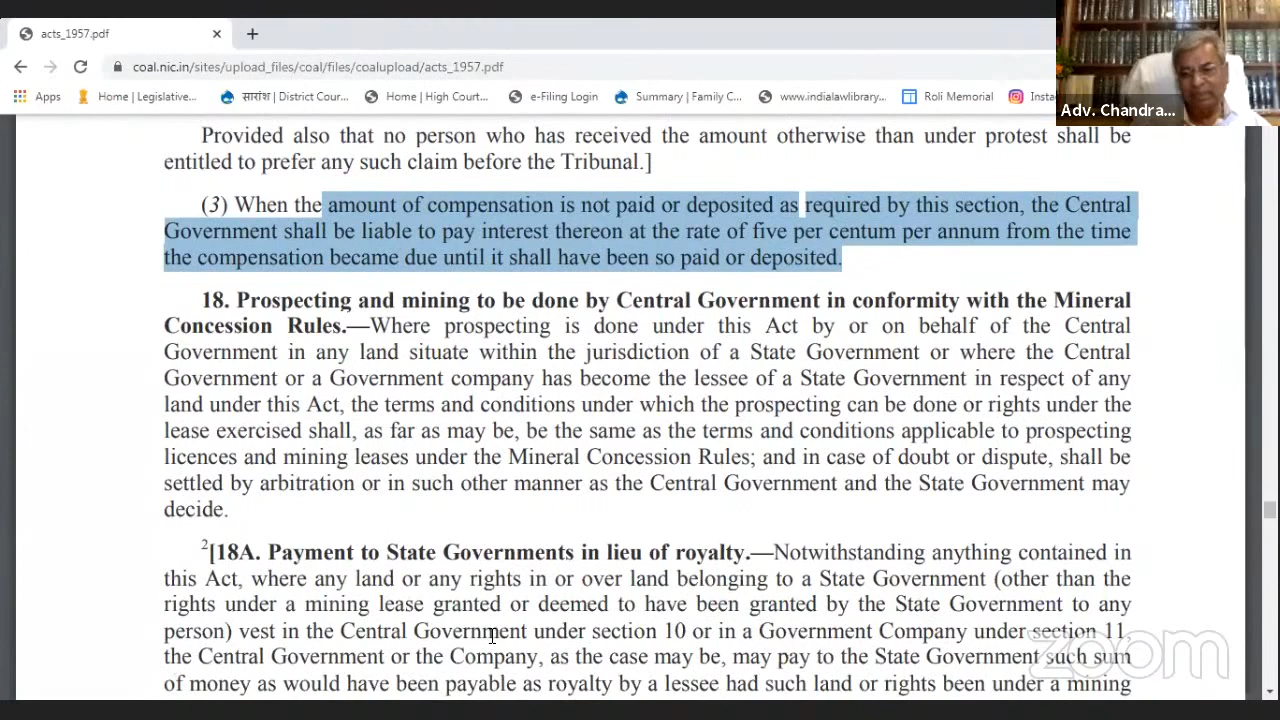 acts_1957.pdf
coal.nic.in/sites/upload_files/coal/files/coalupload/acts_1957.pdf
Apps Home | Legislative... सारांश | District Cour... Home | High Court... e-Filing Login Summary | Family C... www.indialawlibrary... Roli Memorial Insta
Adv. Chandra...
Provided also that no person who has received the amount otherwise than under protest shall be
entitled to prefer any such claim before the Tribunal.]
(3) When the amount of compensation is not paid or deposited as required by this section, the Central
Government shall be liable to pay interest thereon at the rate of five per centum per annum from the time
the compensation became due until it shall have been so paid or deposited.
18. Prospecting and mining to be done by Central Government in conformity with the Mineral
Concession Rules.—Where prospecting is done under this Act by or on behalf of the Central
Government in any land situate within the jurisdiction of a State Government or where the Central
Government or a Government company has become the lessee of a State Government in respect of any
land under this Act, the terms and conditions under which the prospecting can be done or rights under the
lease exercised shall, as far as may be, be the same as the terms and conditions applicable to prospecting
licences and mining leases under the Mineral Concession Rules; and in case of doubt or dispute, shall be
settled by arbitration or in such other manner as the Central Government and the State Government may
decide.
2[18A. Payment to State Governments in lieu of royalty.—Notwithstanding anything contained in
this Act, where any land or any rights in or over land belonging to a State Government (other than the
rights under a mining lease granted or deemed to have been granted by the State Government to any
person) vest in the Central Government under section 10 or in a Government Company under section 11,
the Central Government or the Company, as the case may be, may pay to the State Government such sum
of money as would have been payable as royalty by a lessee had such land or rights been under a mining
zoom